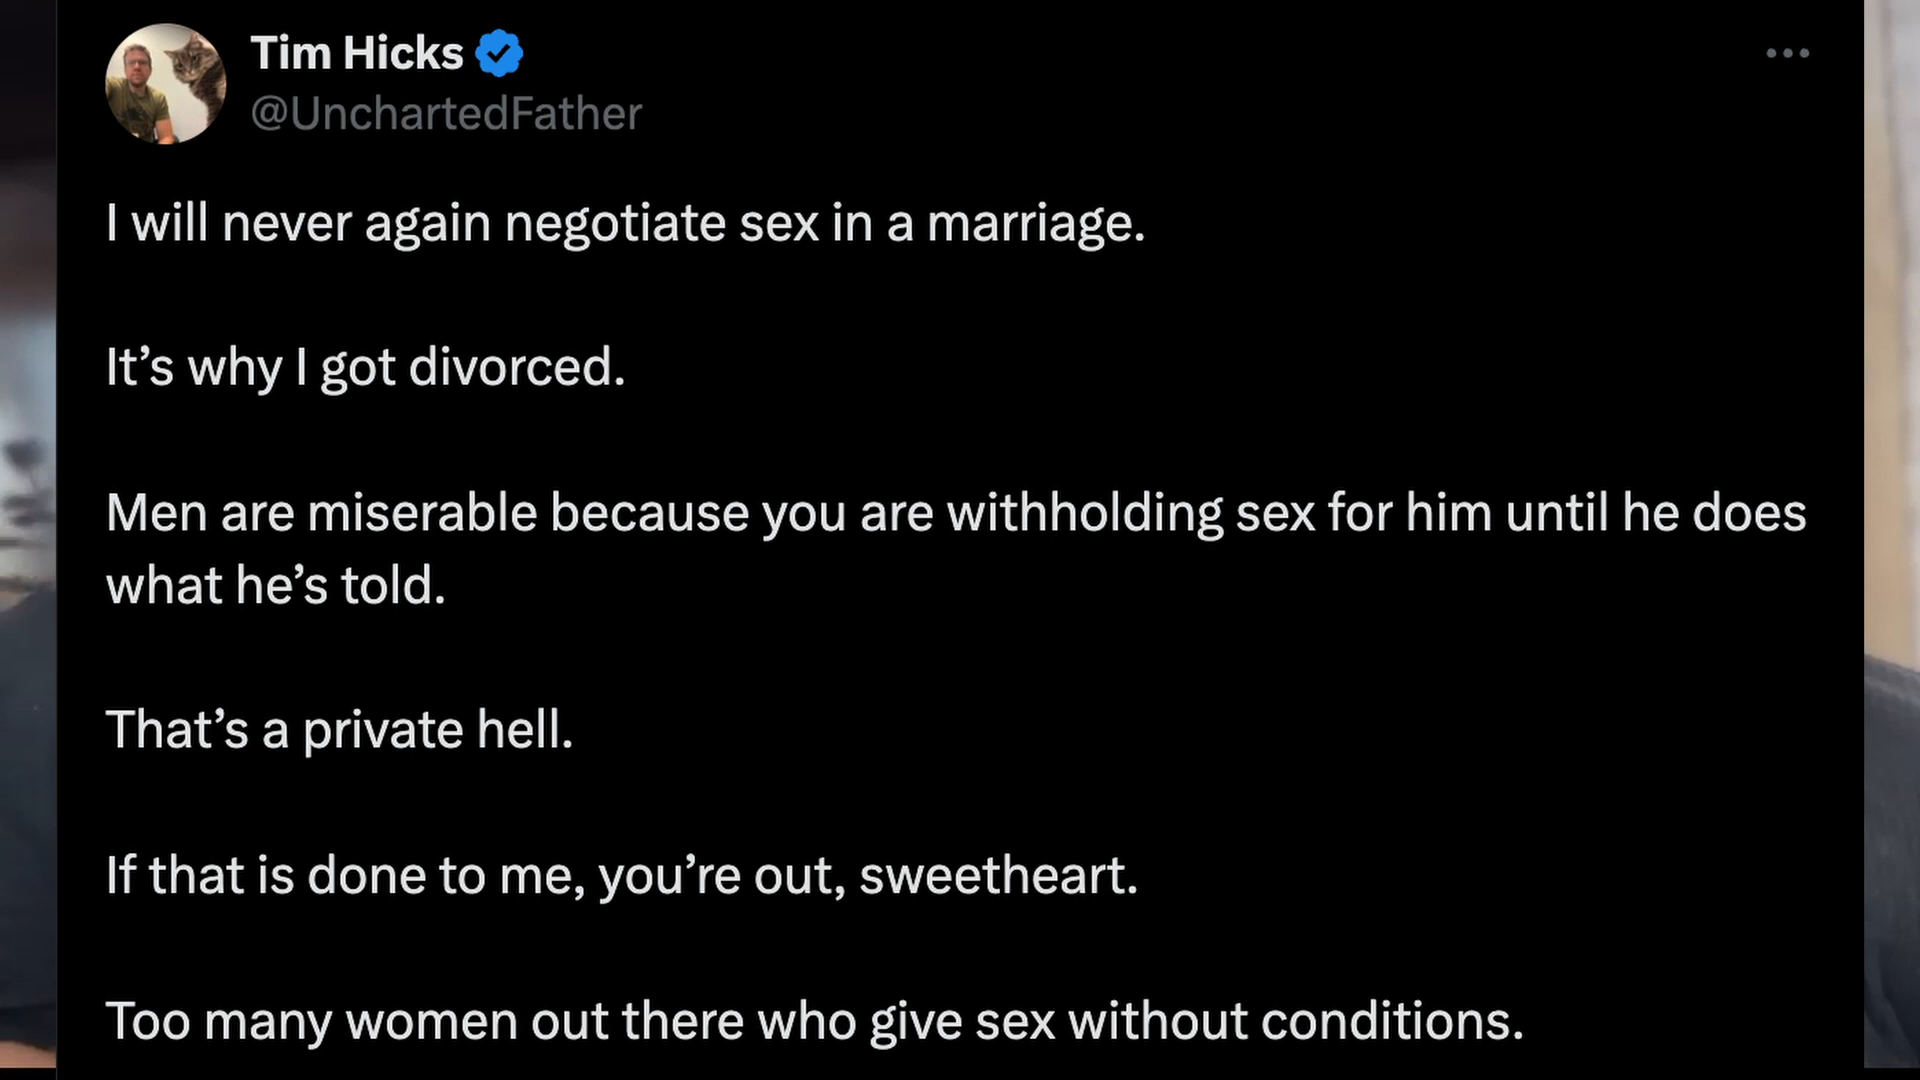 Tim Hicks
@UnchartedFather
I will never again negotiate sex in a marriage.
It’s why I got divorced.
Men are miserable because you are withholding sex for him until he does
what he’s told.
That’s a private hell.
If that is done to me, you’re out, sweetheart.
Too many women out there who give sex without conditions.